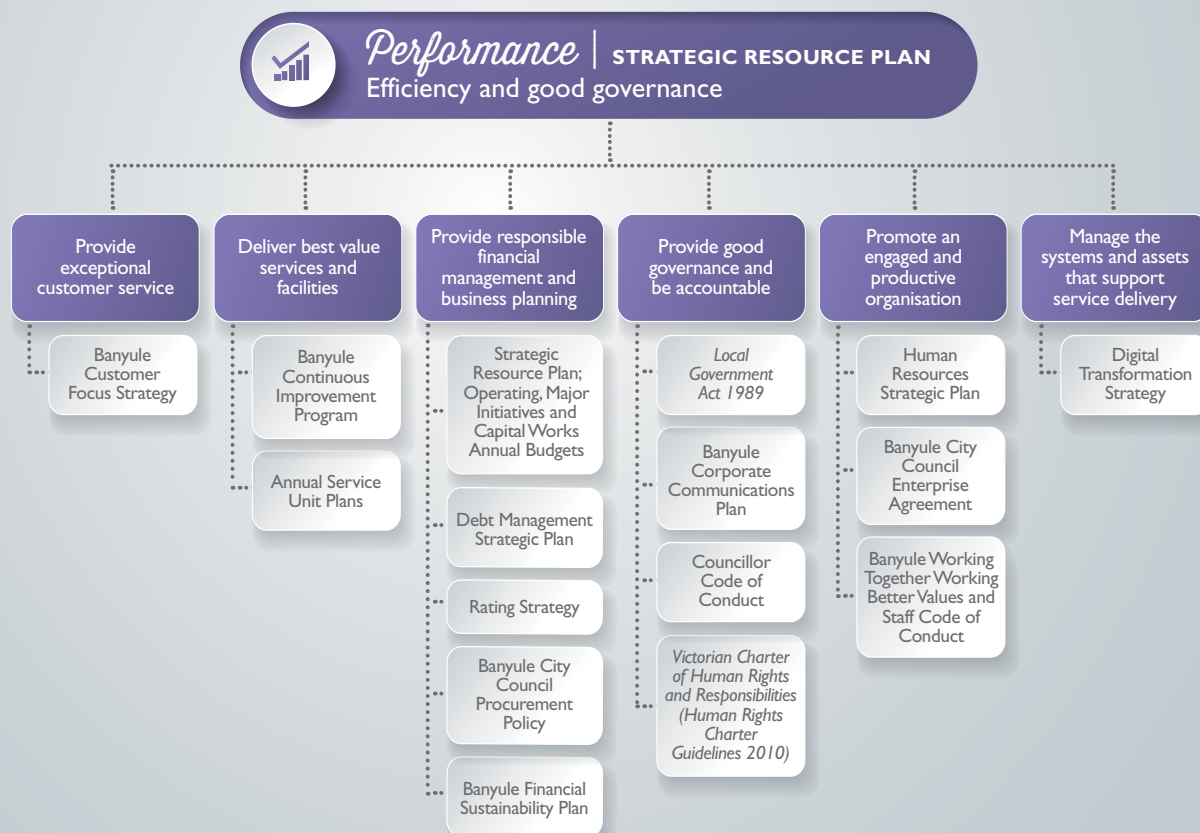 Performance | STRATEGIC RESOURCE PLAN
Efficiency and good governance
Provide
exceptional
customer service
Banyule
Customer
Focus Strategy
Deliver best value
services and
facilities
Banyule
Continuous
Improvement
Program
Annual Service
Unit Plans
Provide responsible
financial
management and
business planning
Strategic
Resource Plan;
Operating, Major
Initiatives and
Capital Works
Annual Budgets
Debt Management
Strategic Plan
Rating Strategy
Banyule City
Council
Procurement
Policy
Banyule Financial
Sustainability Plan
Provide good
governance and
be accountable
Local
Government
Act 1989
Banyule
Corporate
Communications
Plan
Councillor
Code of
Conduct
Victorian Charter
of Human Rights
and Responsibilities
(Human Rights
Charter
Guidelines 2010)
Promote an
engaged and
productive
organisation
Human
Resources
Strategic Plan
Banyule City
Council
Enterprise
Agreement
Banyule Working
Together Working
Better Values and
Staff Code of
Conduct
Manage the
systems and assets
that support
service delivery
Digital
Transformation
Strategy